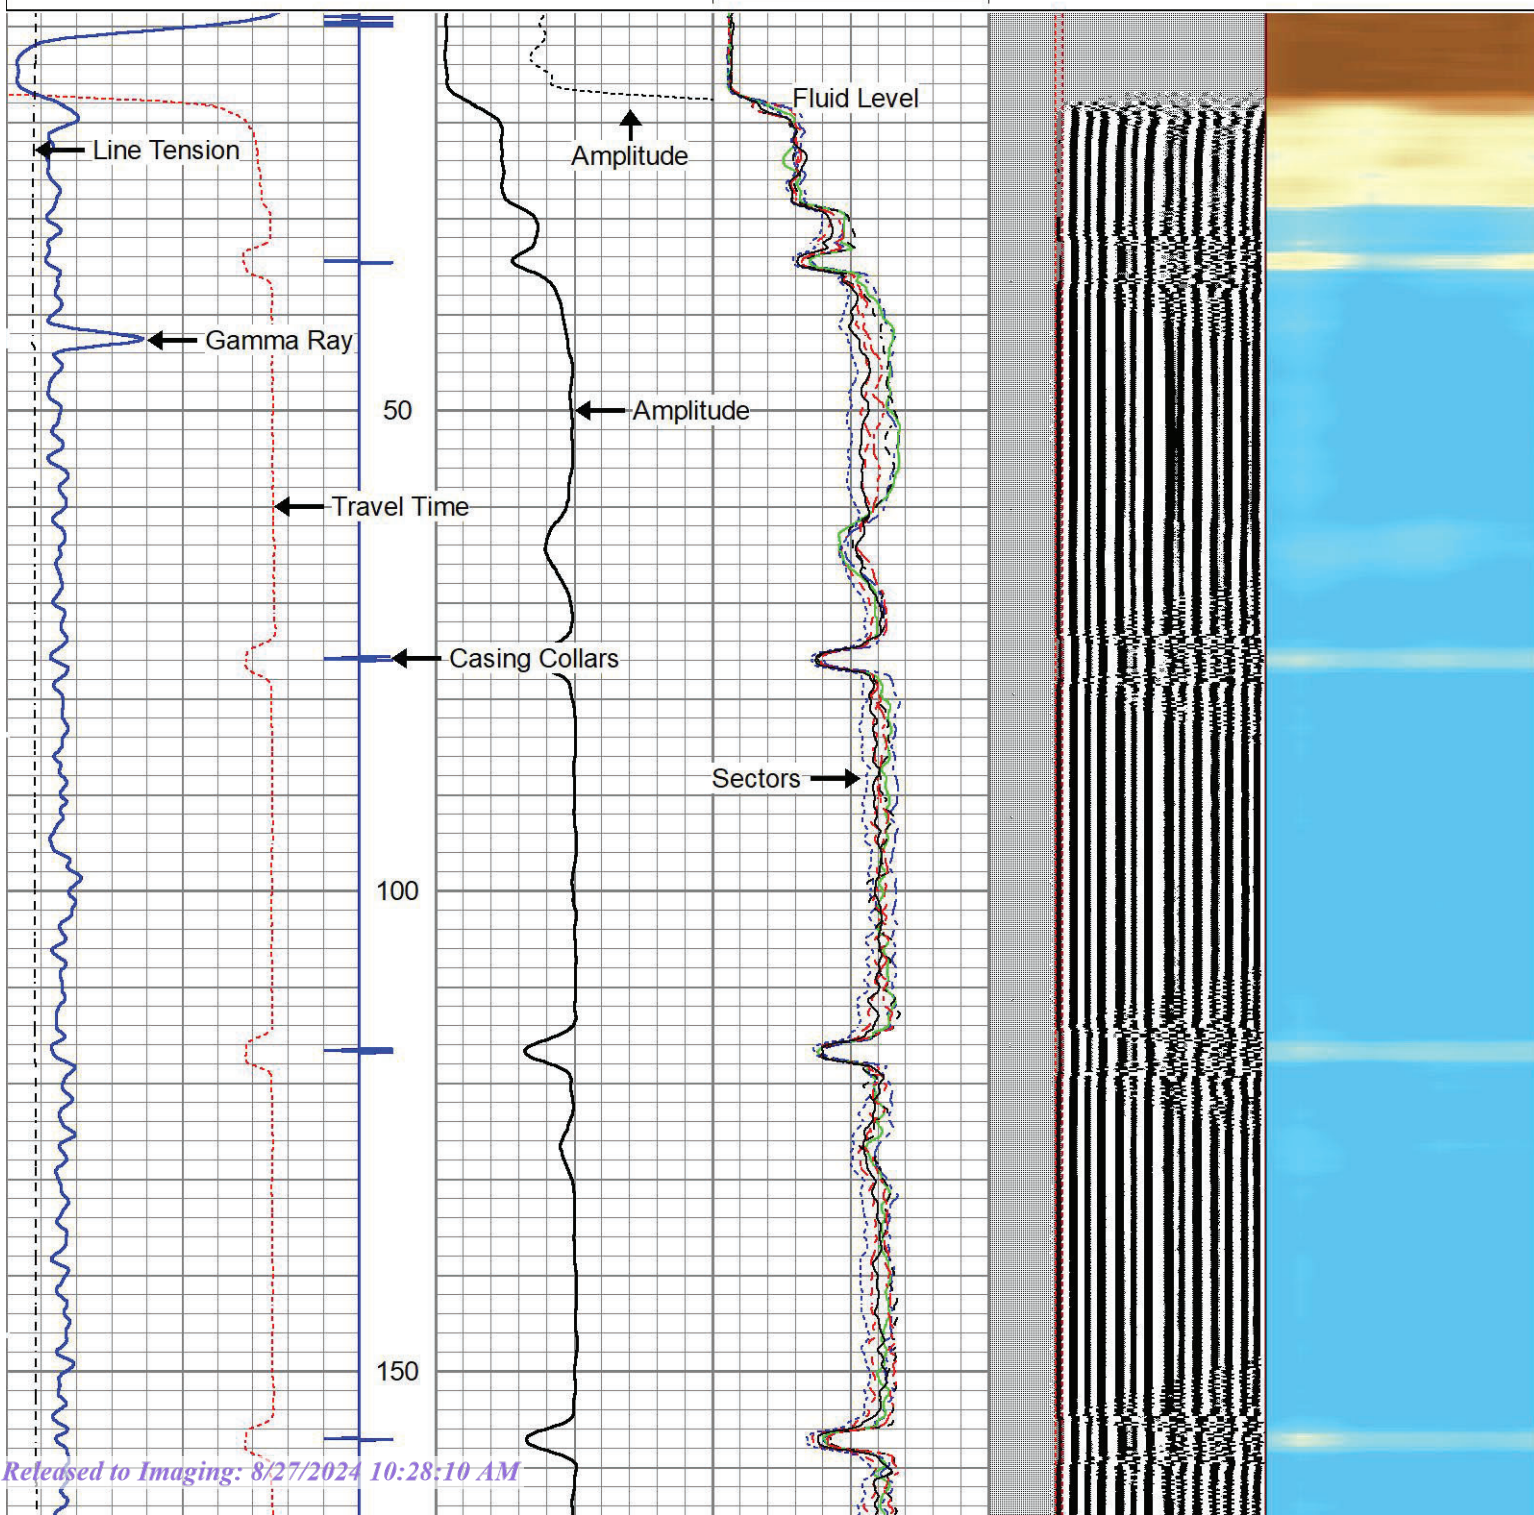 Fluid Level
Line Tension
Amplitude
Gamma Ray
50
Amplitude
Travel Time
Casing Collars
Sectors
100
150
Released to Imaging: 8/27/2024 10:28:10 AM